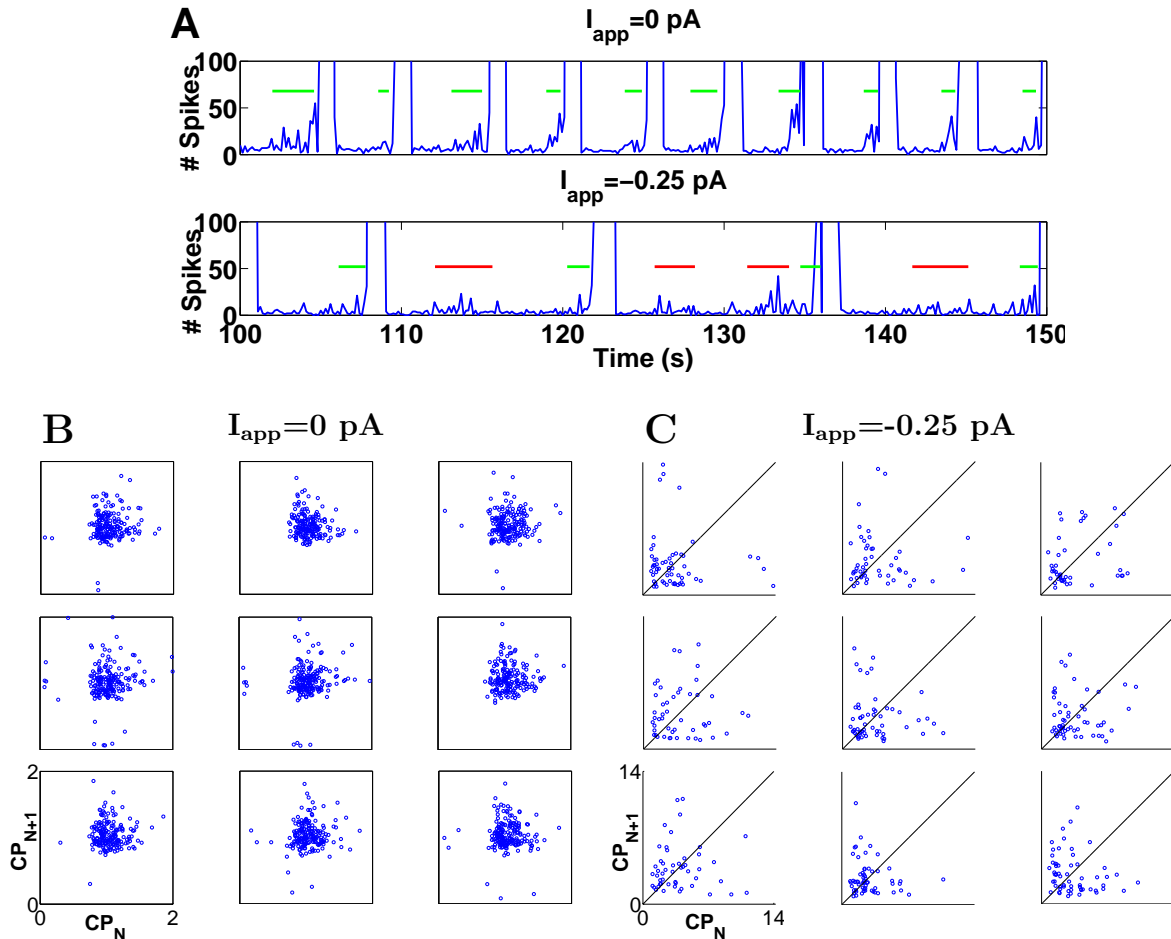 A
I_app=0 pA
# Spikes
100
50
0
I_app=−0.25 pA
# Spikes
100
50
0
100 110 120 130 140 150
Time (s)
B I_app=0 pA
C I_app=-0.25 pA
2
CP_N+1
0
0 2
CP_N
14
CP_N+1
0
0 14
CP_N